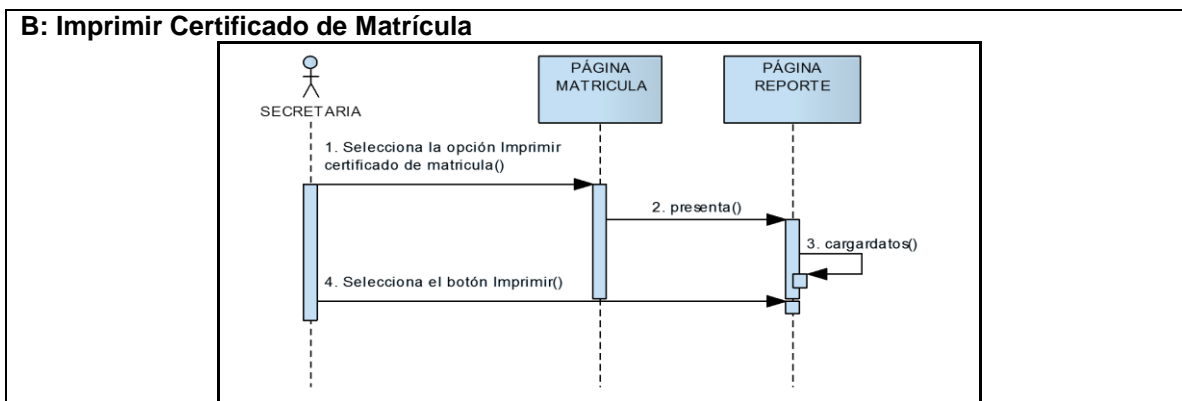 B: Imprimir Certificado de Matrícula
SECRETARIA
PÁGINA
MATRICULA
PÁGINA
REPORTE
1. Selecciona la opción Imprimir
certificado de matricula()
2. presenta()
3. cargardatos()
4. Selecciona el botón Imprimir()